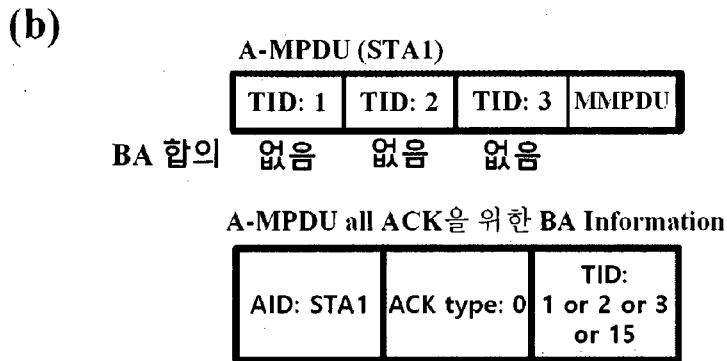 (b)
A-MPDU (STA1)
TID: 1 TID: 2 TID: 3 MMPDU
BA 합의 없음 없음 없음
A-MPDU all ACK을 위한 BA Information
AID: STA1 ACK type: 0 TID:
1 or 2 or 3
or 15